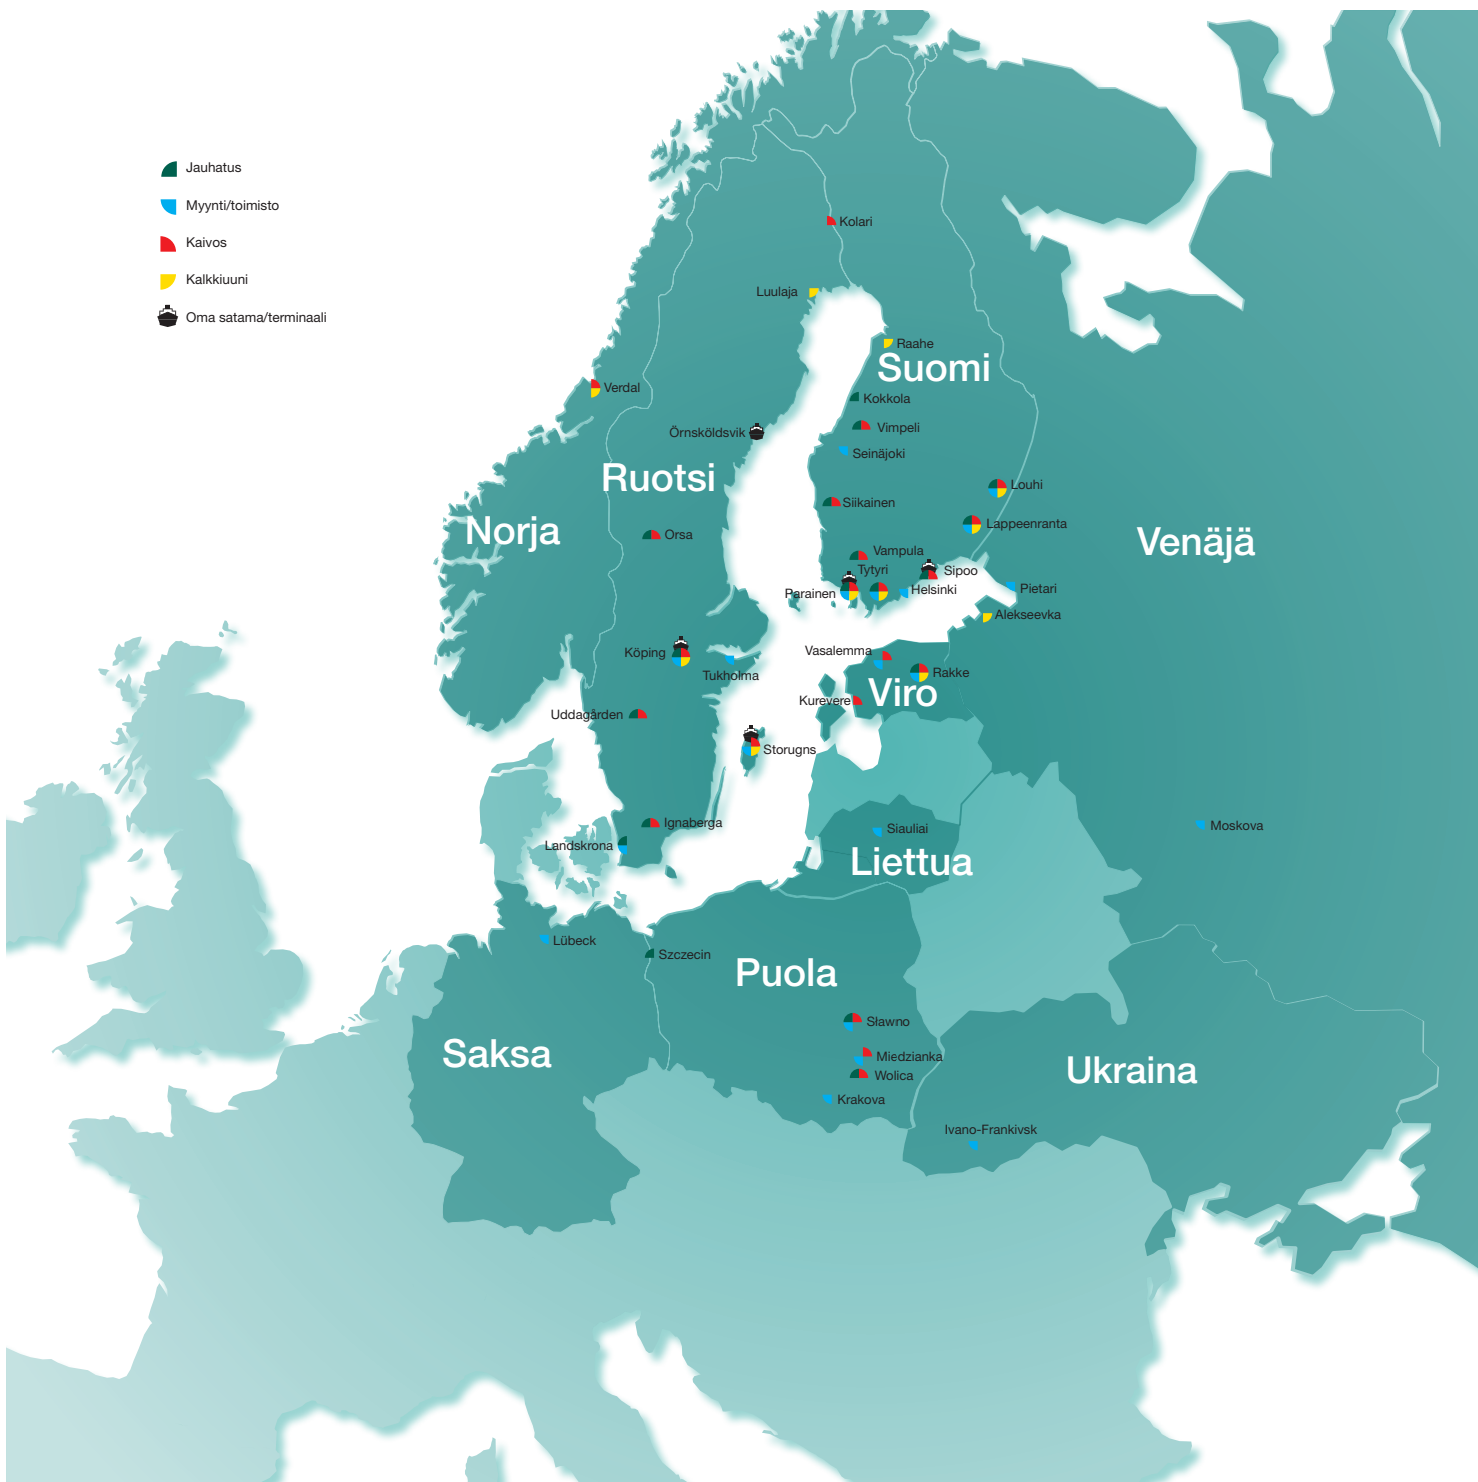 Jauhatus
Myynti/toimisto
Kaivos
Kalkkiuuni
Oma satama/terminaali
Kolari
Luulaja
Raahe
Suomi
Verdal
Kokkola
Vimpeli
Örnsköldsvik
Seinäjoki
Ruotsi
Louhi
Siikainen
Norja
Lappeenranta
Orsa
Venäjä
Vampula
Tytyri
Sipoo
Parainen
Helsinki
Pietari
Alekseevka
Köping
Vasalemma
Tukholma
Rakke
Viro
Kurevere
Uddagården
Storugns
Ignaberga
Siauliai
Moskova
Landskrona
Liettua
Lübeck
Szczecin
Puola
Sławno
Saksa
Miedzianka
Ukraina
Wolica
Krakova
Ivano-Frankivsk